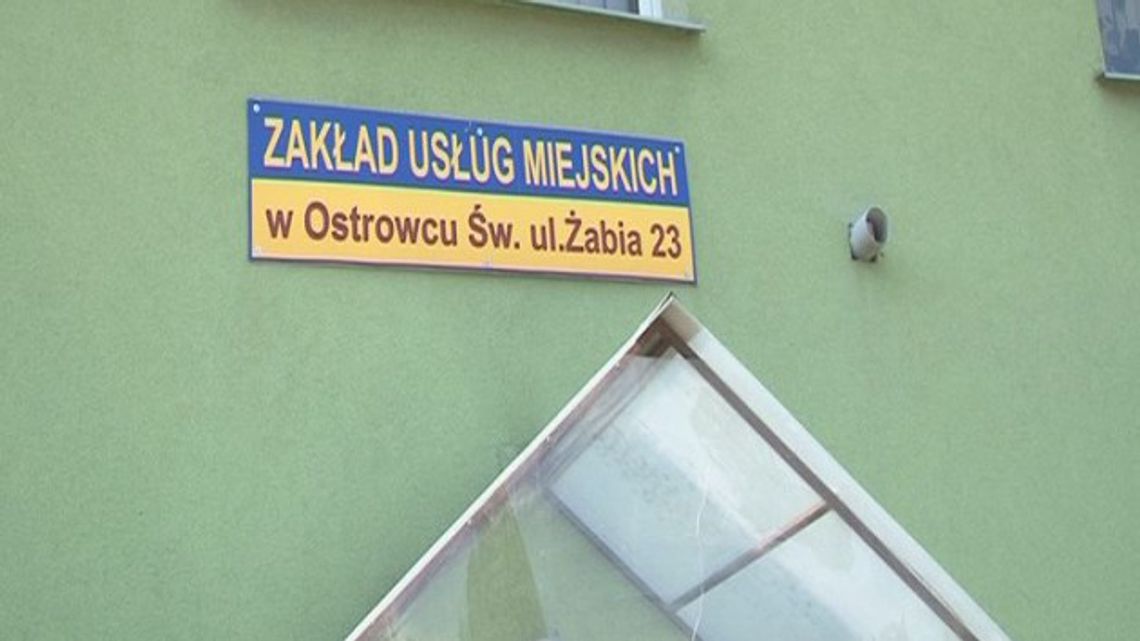 ZAKŁAD USŁUG MIEJSKICH
w Ostrowcu Św. ul.Żabia 23